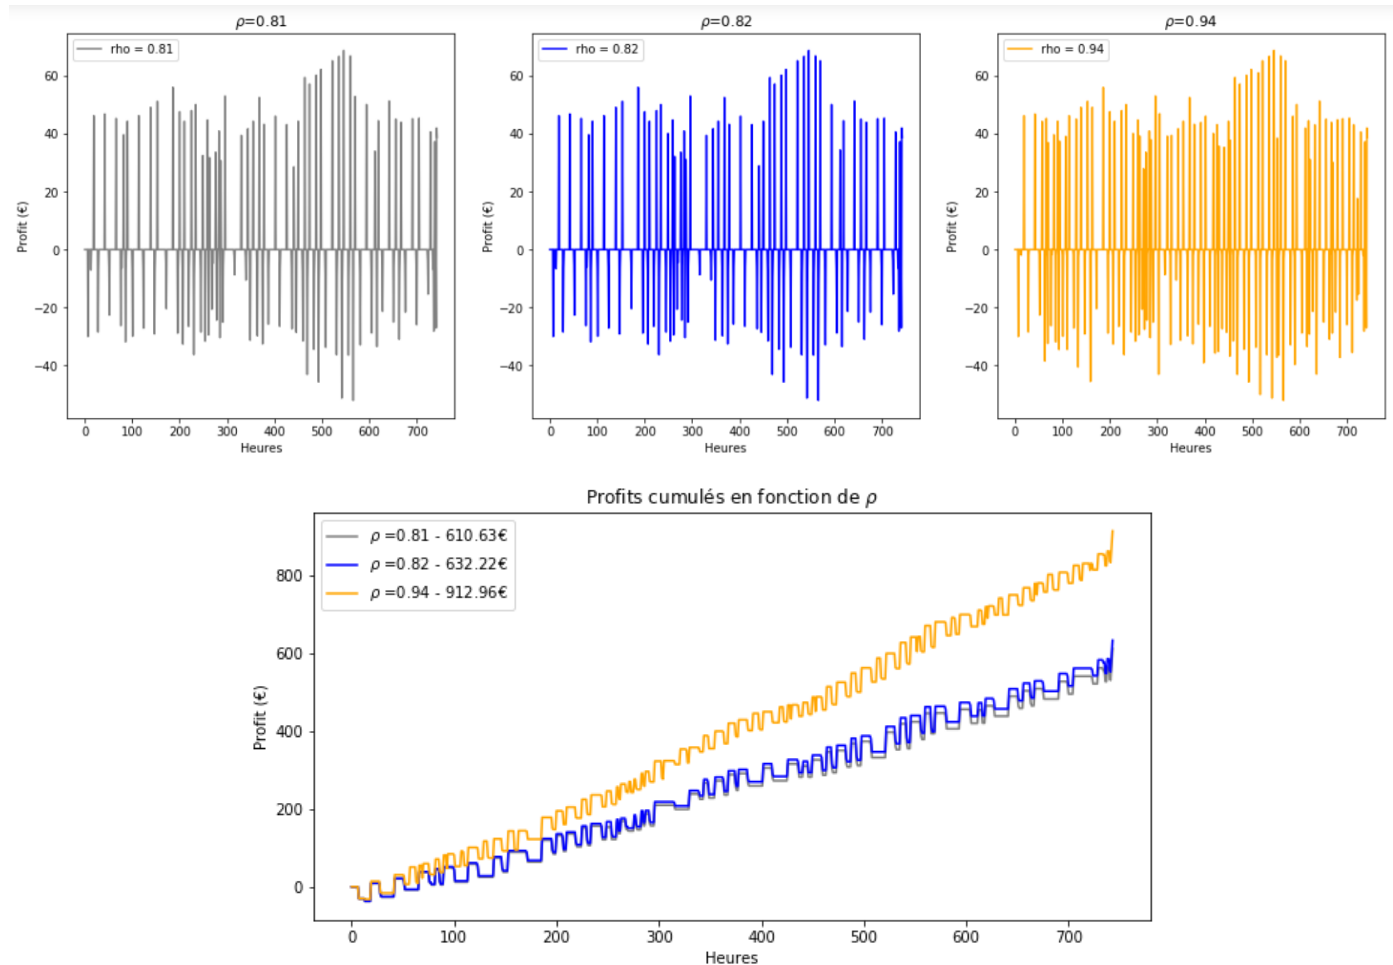 ρ=0.81
ρ=0.82
ρ=0.94
rho = 0.81
rho = 0.82
rho = 0.94
Profit (€)
60
40
20
0
−20
−40
0 100 200 300 400 500 600 700
Heures
Profit (€)
60
40
20
0
−20
−40
0 100 200 300 400 500 600 700
Heures
Profit (€)
60
40
20
0
−20
−40
0 100 200 300 400 500 600 700
Heures
Profits cumulés en fonction de ρ
ρ =0.81 - 610.63€
ρ =0.82 - 632.22€
ρ =0.94 - 912.96€
Profit (€)
800
600
400
200
0
0 100 200 300 400 500 600 700
Heures